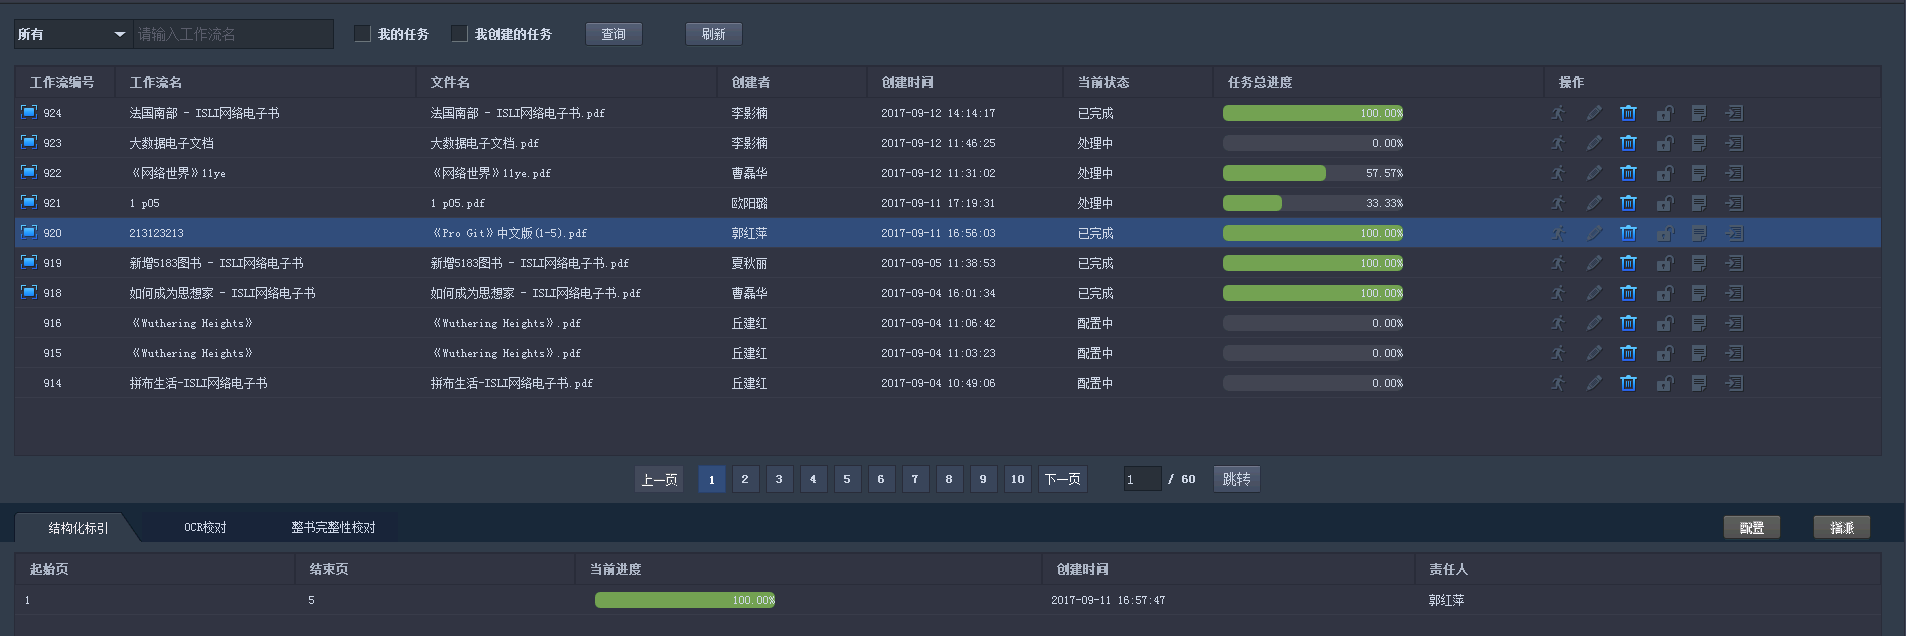 所有 请输入工作流名 我的任务 我创建的任务 查询 刷新
工作流编号 工作流名 文件名 创建者 创建时间 当前状态 任务总进度 操作
924 法国南部 - ISLI网络电子书 法国南部 - ISLI网络电子书.pdf 李影楠 2017-09-12 14:14:17 已完成 100.00%
923 大数据电子文档 大数据电子文档.pdf 李影楠 2017-09-12 11:46:25 处理中 0.00%
922 《网络世界》11ye 《网络世界》11ye.pdf 曹磊华 2017-09-12 11:31:02 处理中 57.57%
921 1 p05 1 p05.pdf 欧阳璐 2017-09-11 17:19:31 处理中 33.33%
920 213123213 《Pro Git》中文版(1-5).pdf 郭红萍 2017-09-11 16:56:03 已完成 100.00%
919 新增5183图书 - ISLI网络电子书 新增5183图书 - ISLI网络电子书.pdf 夏秋丽 2017-09-05 11:38:53 已完成 100.00%
918 如何成为思想家 - ISLI网络电子书 如何成为思想家 - ISLI网络电子书.pdf 曹磊华 2017-09-04 16:01:34 已完成 100.00%
916 《Wuthering Heights》 《Wuthering Heights》.pdf 丘建红 2017-09-04 11:06:42 配置中 0.00%
915 《Wuthering Heights》 《Wuthering Heights》.pdf 丘建红 2017-09-04 11:03:23 配置中 0.00%
914 拼布生活-ISLI网络电子书 拼布生活-ISLI网络电子书.pdf 丘建红 2017-09-04 10:49:06 配置中 0.00%
上一页 1 2 3 4 5 6 7 8 9 10 下一页 1 / 60 跳转
结构化标引 OCR校对 整书完整性校对 配置 指派
起始页 结束页 当前进度 创建时间 责任人
1 5 100.00% 2017-09-11 16:57:47 郭红萍